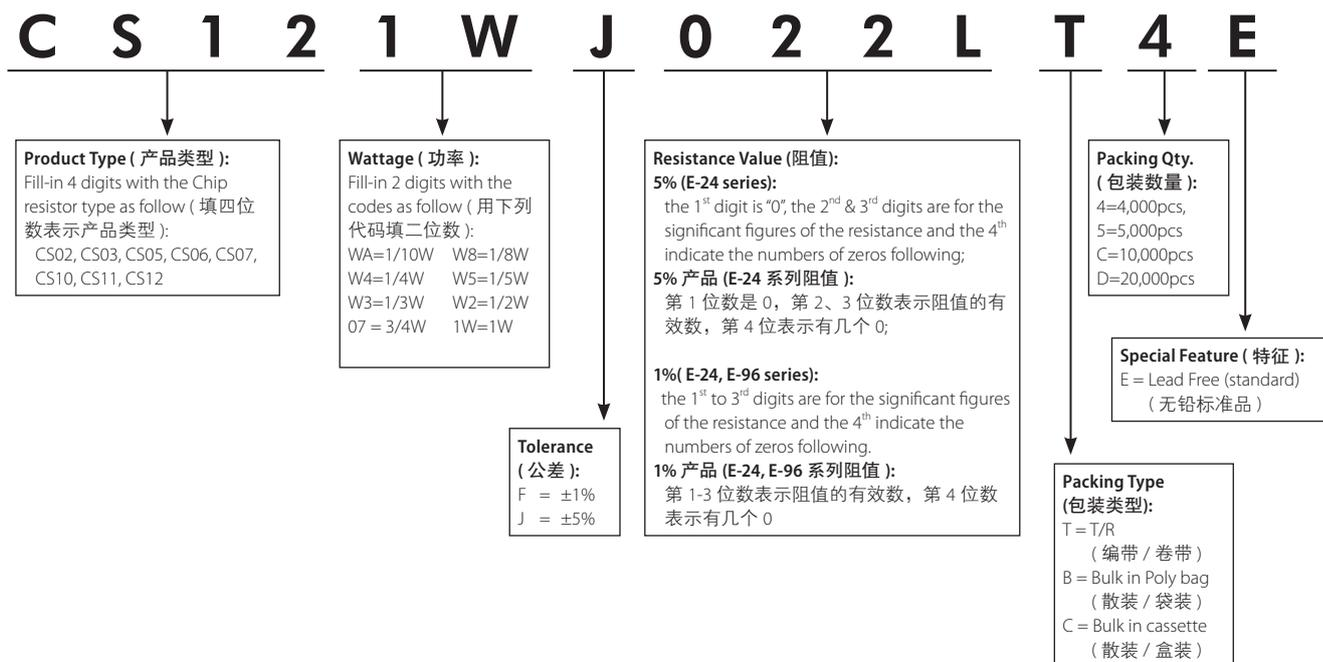 C S 1 2 1 W J 0 2 2 L T 4 E
Product Type ( 产品类型 ):
Fill-in 4 digits with the Chip
resistor type as follow ( 填四位
数表示产品类型 ):
CS02, CS03, CS05, CS06, CS07,
CS10, CS11, CS12
Wattage ( 功率 ):
Fill-in 2 digits with the
codes as follow ( 用下列
代码填二位数 ):
WA=1/10W W8=1/8W
W4=1/4W W5=1/5W
W3=1/3W W2=1/2W
07 = 3/4W 1W=1W
Tolerance
( 公差 ):
F = ±1%
J = ±5%
Resistance Value (阻值):
5% (E-24 series):
the 1st digit is “0”, the 2nd & 3rd digits are for the
significant figures of the resistance and the 4th
indicate the numbers of zeros following;
5% 产品 (E-24 系列阻值 ):
第 1 位数是 0，第 2、3 位数表示阻值的有
效数，第 4 位表示有几个 0;
1%( E-24, E-96 series):
the 1st to 3rd digits are for the significant figures
of the resistance and the 4th indicate the
numbers of zeros following.
1% 产品 (E-24, E-96 系列阻值 ):
第 1-3 位数表示阻值的有效数，第 4 位数
表示有几个 0
Packing Type
(包装类型):
T = T/R
( 编带 / 卷带 )
B = Bulk in Poly bag
( 散装 / 袋装 )
C = Bulk in cassette
( 散装 / 盒装 )
Packing Qty.
( 包装数量 ):
4=4,000pcs,
5=5,000pcs
C=10,000pcs
D=20,000pcs
Special Feature ( 特征 ):
E = Lead Free (standard)
( 无铅标准品 )